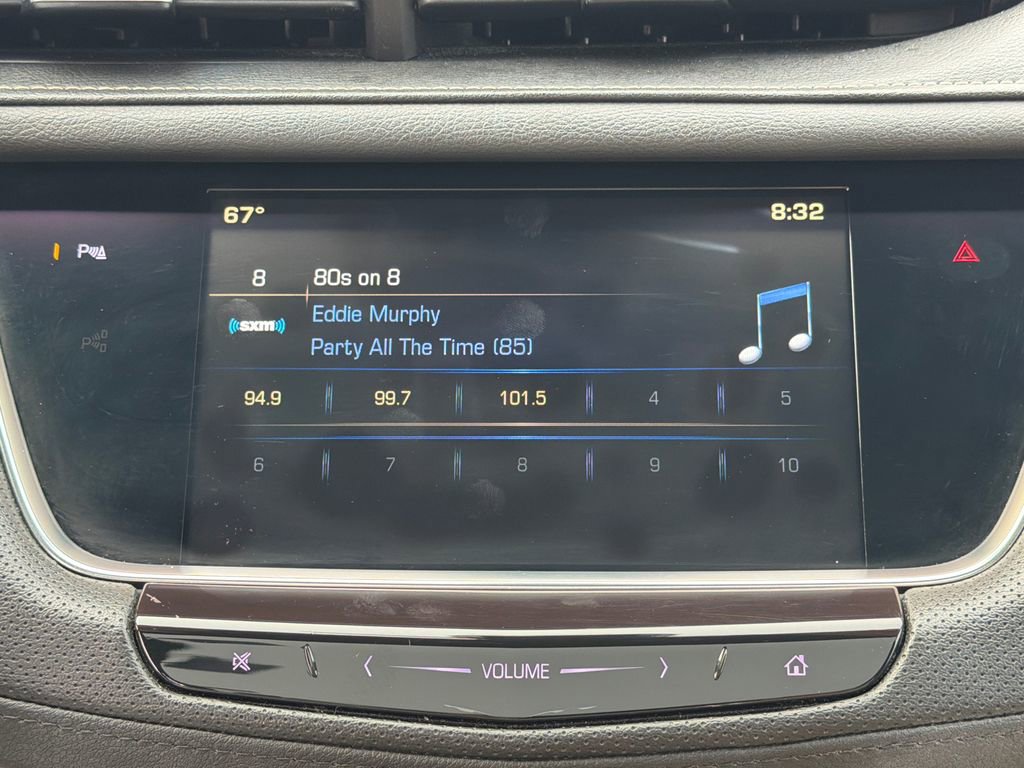 67° 8:32
8 80s on 8
Eddie Murphy
sxm
Party All The Time (85)
94.9 99.7 101.5 4 5
6 7 8 9 10
P
P
VOLUME